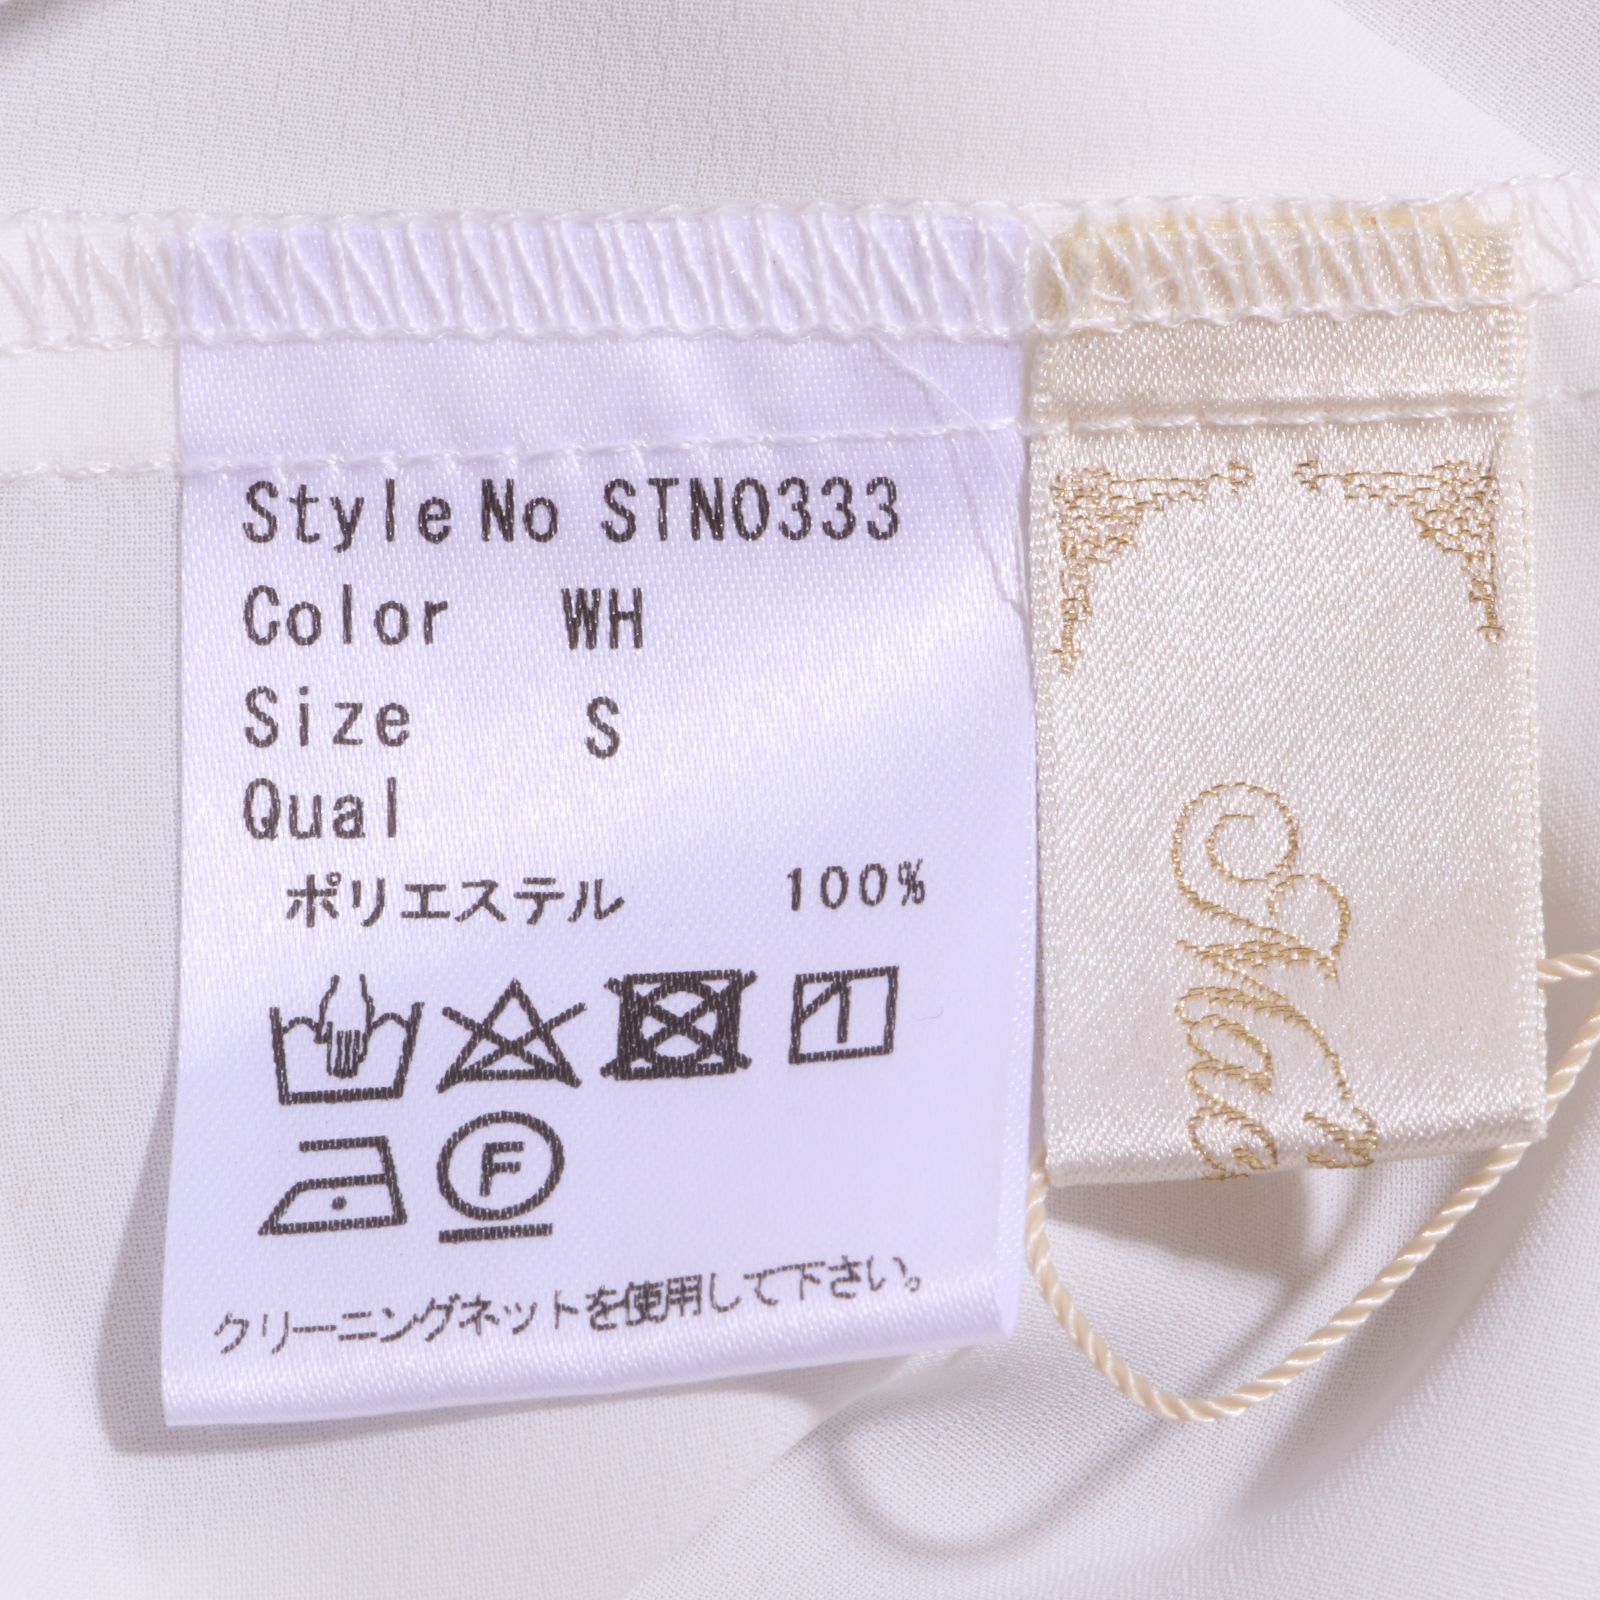 Style No STN0333
Color WH
Size S
Qual
ポリエステル 100%
F
クリーニングネットを使用して下さい。